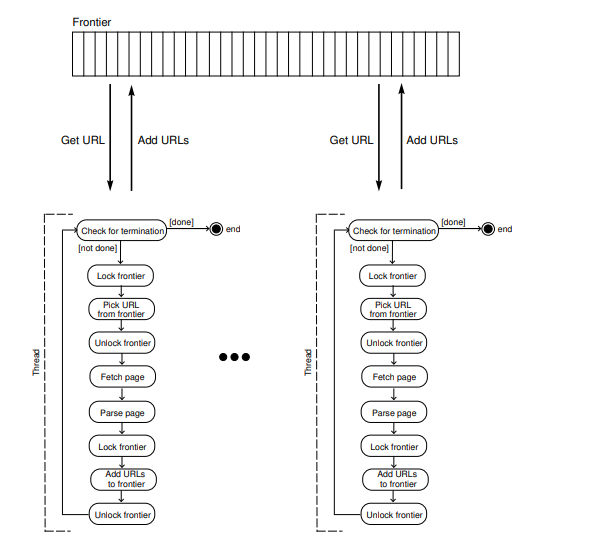 Frontier
Get URL
Add URLs
Get URL
Add URLs
Check for termination
[done]
end
[not done]
Lock frontier
Pick URL
from frontier
Unlock frontier
Fetch page
Parse page
Lock frontier
Add URLs
to frontier
Unlock frontier
Thread
Check for termination
[done]
end
[not done]
Lock frontier
Pick URL
from frontier
Unlock frontier
Fetch page
Parse page
Lock frontier
Add URLs
to frontier
Unlock frontier
Thread